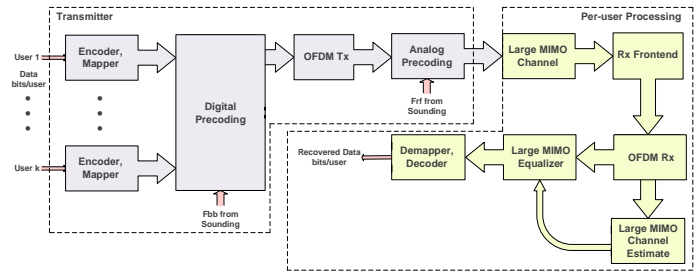 Transmitter
Per-user Processing
User 1
Data
bits/user
Encoder,
Mapper
Digital
Precoding
OFDM Tx
Analog
Precoding
Large MIMO
Channel
Rx Frontend
Frf from
Sounding
User k
Encoder,
Mapper
Fbb from
Sounding
Recovered Data
bits/user
Demapper,
Decoder
Large MIMO
Equalizer
OFDM Rx
Large MIMO
Channel
Estimate